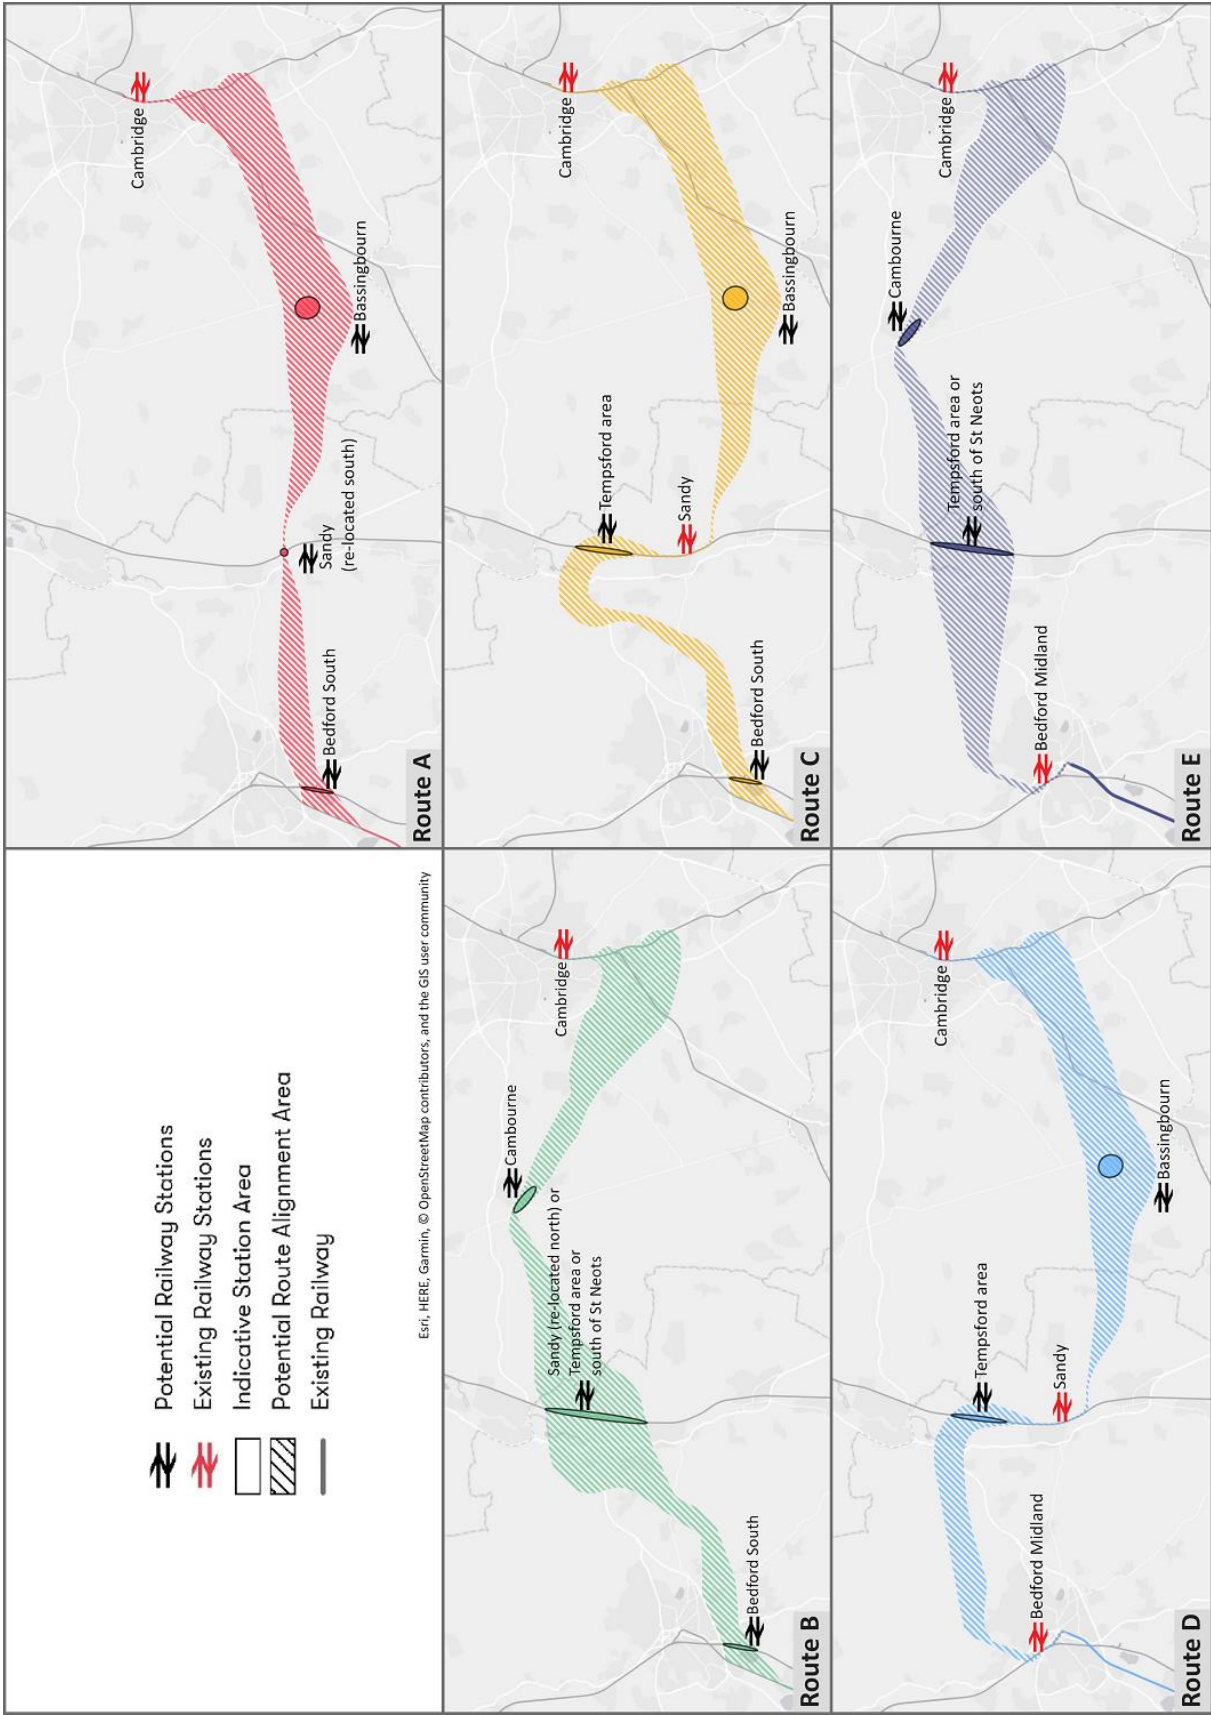 Potential Railway Stations
Existing Railway Stations
Indicative Station Area
Potential Route Alignment Area
Existing Railway
Esri, HERE, Garmin, © OpenStreetMap contributors, and the GIS user community
Cambridge
Bassingbourn
Sandy
(re-located south)
Bedford South
Route A
Cambridge
Cambourne
Sandy (re-located north) or
Tempsford area or
south of St Neots
Bedford South
Route B
Cambridge
Tempsford area
Bassingbourn
Sandy
Bedford South
Route C
Cambridge
Tempsford area
Bassingbourn
Sandy
Bedford Midland
Route D
Cambridge
Cambourne
Tempsford area or
south of St Neots
Bedford Midland
Route E